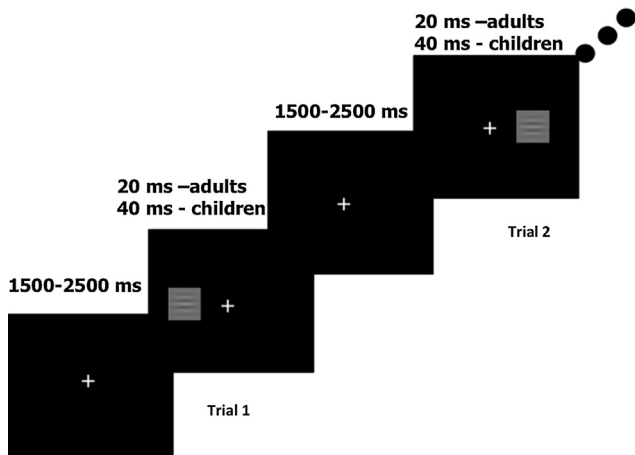 20 ms –adults
40 ms - children
1500-2500 ms
20 ms –adults
40 ms - children
1500-2500 ms
Trial 2
Trial 1